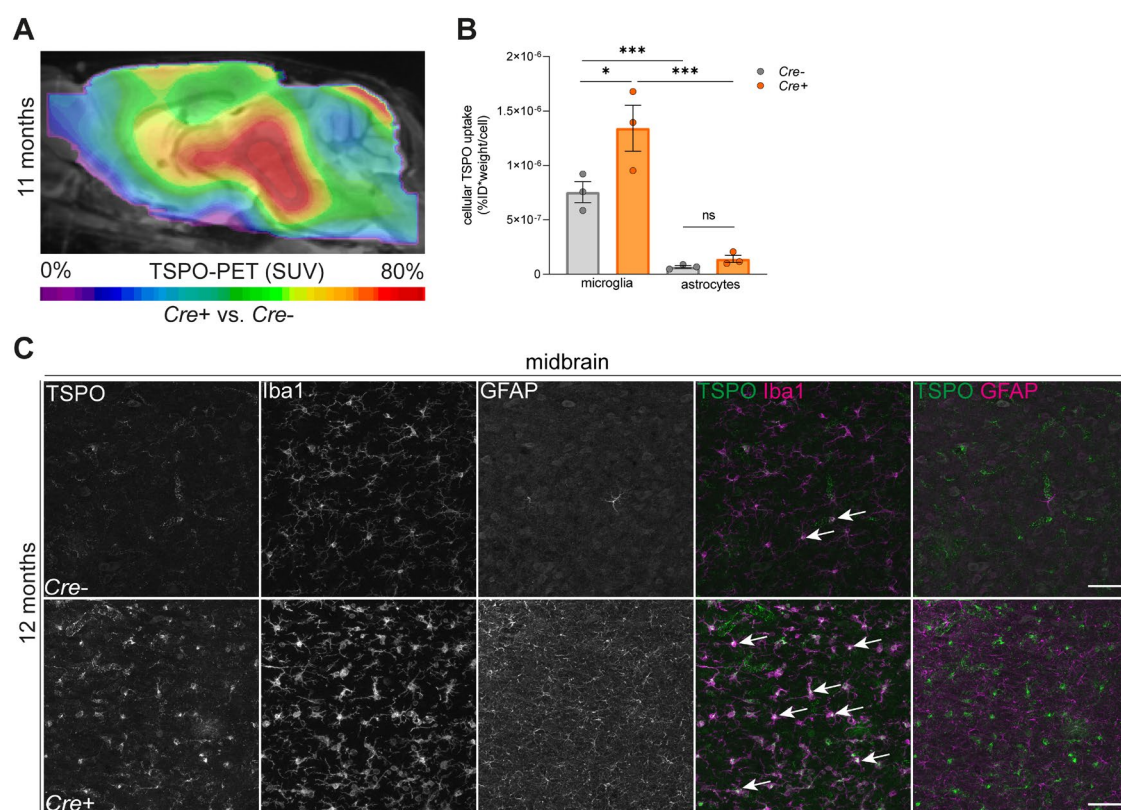 A
11 months
0% TSPO-PET (SUV) 80%
Cre+ vs. Cre-
B
cellular TSPO uptake
(%ID*weight/cell)
2×10⁻⁶
1.5×10⁻⁶
1×10⁻⁶
5×10⁻⁷
0
***
* ***
ns
microglia astrocytes
Cre-
Cre+
C
midbrain
12 months
TSPO Iba1 GFAP TSPO Iba1 TSPO GFAP
Cre-
Cre+